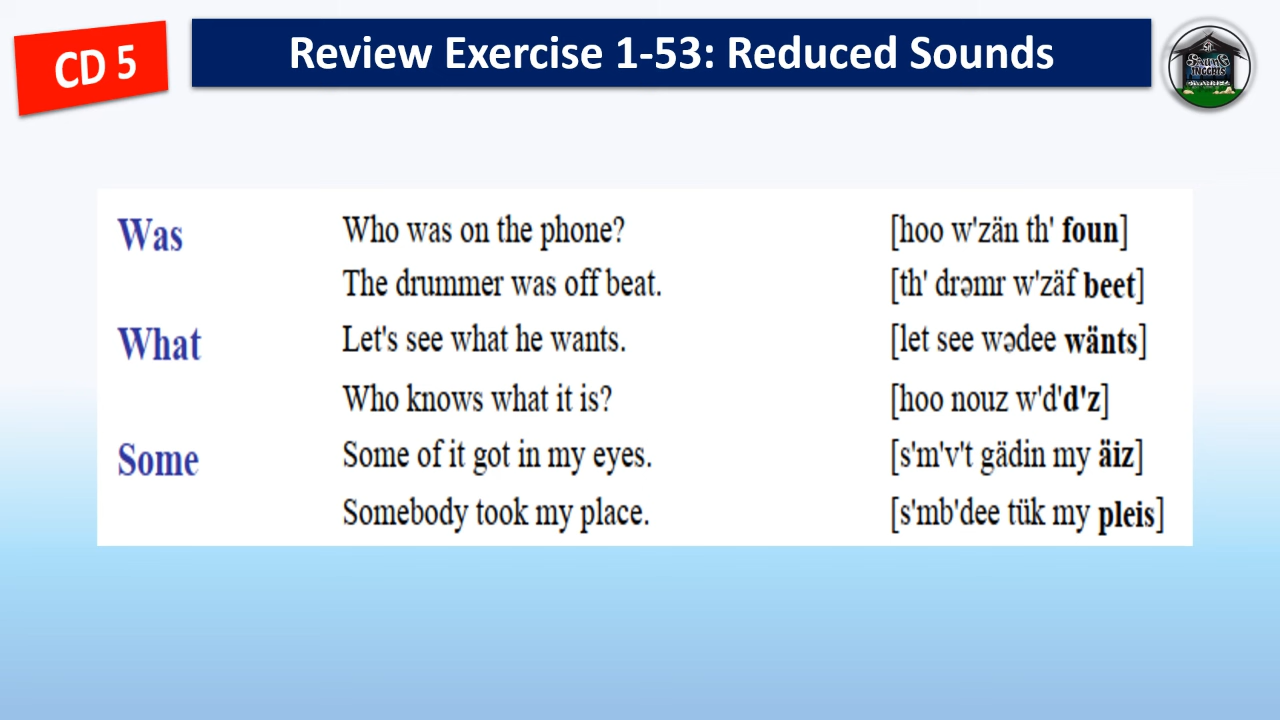 CD 5
Review Exercise 1-53: Reduced Sounds
INGGRIS
Was Who was on the phone? [hoo w'zän th' foun]
The drummer was off beat. [th' drəmr w'zäf beet]
What Let's see what he wants. [let see wədee wänts]
Who knows what it is? [hoo nouz w'd'd'z]
Some Some of it got in my eyes. [s'm'v't gädin my äiz]
Somebody took my place. [s'mb'dee tük my pleis]